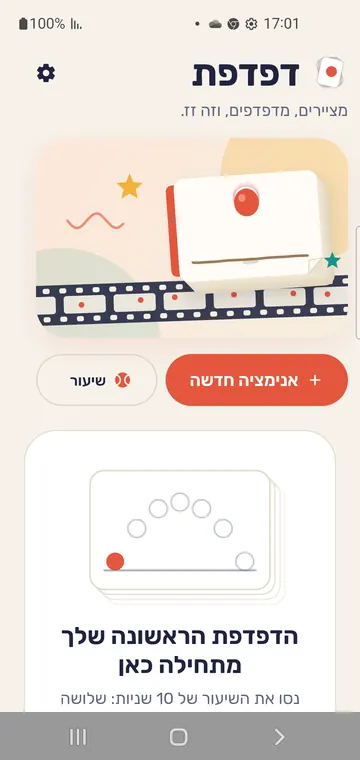 100% 17:01
דפדפת
מציירים, מדפדפים, וזה זז.
+ אנימציה חדשה
שיעור
הדפדפת הראשונה שלך
מתחילה כאן
נסו את השיעור של 10 שניות: שלושה